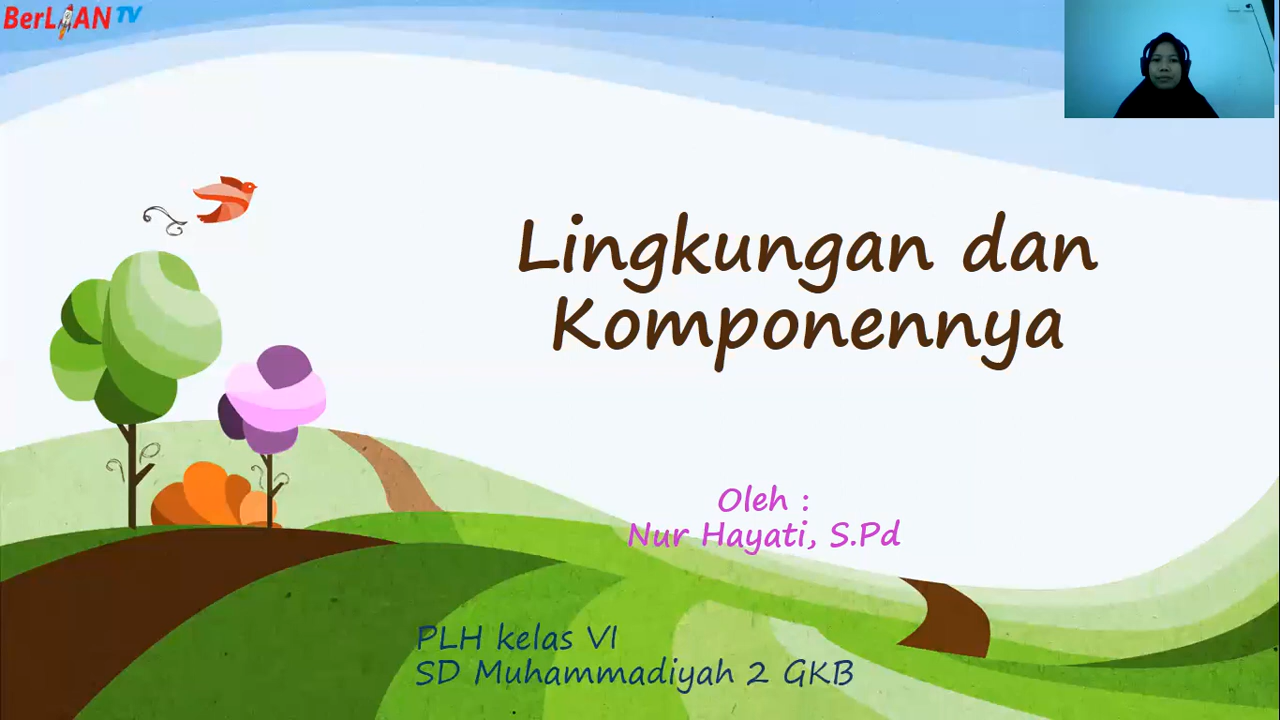 BerLIAN TV
Lingkungan dan
Komponennya
Oleh :
Nur Hayati, S.Pd
PLH kelas VI
SD Muhammadiyah 2 GKB